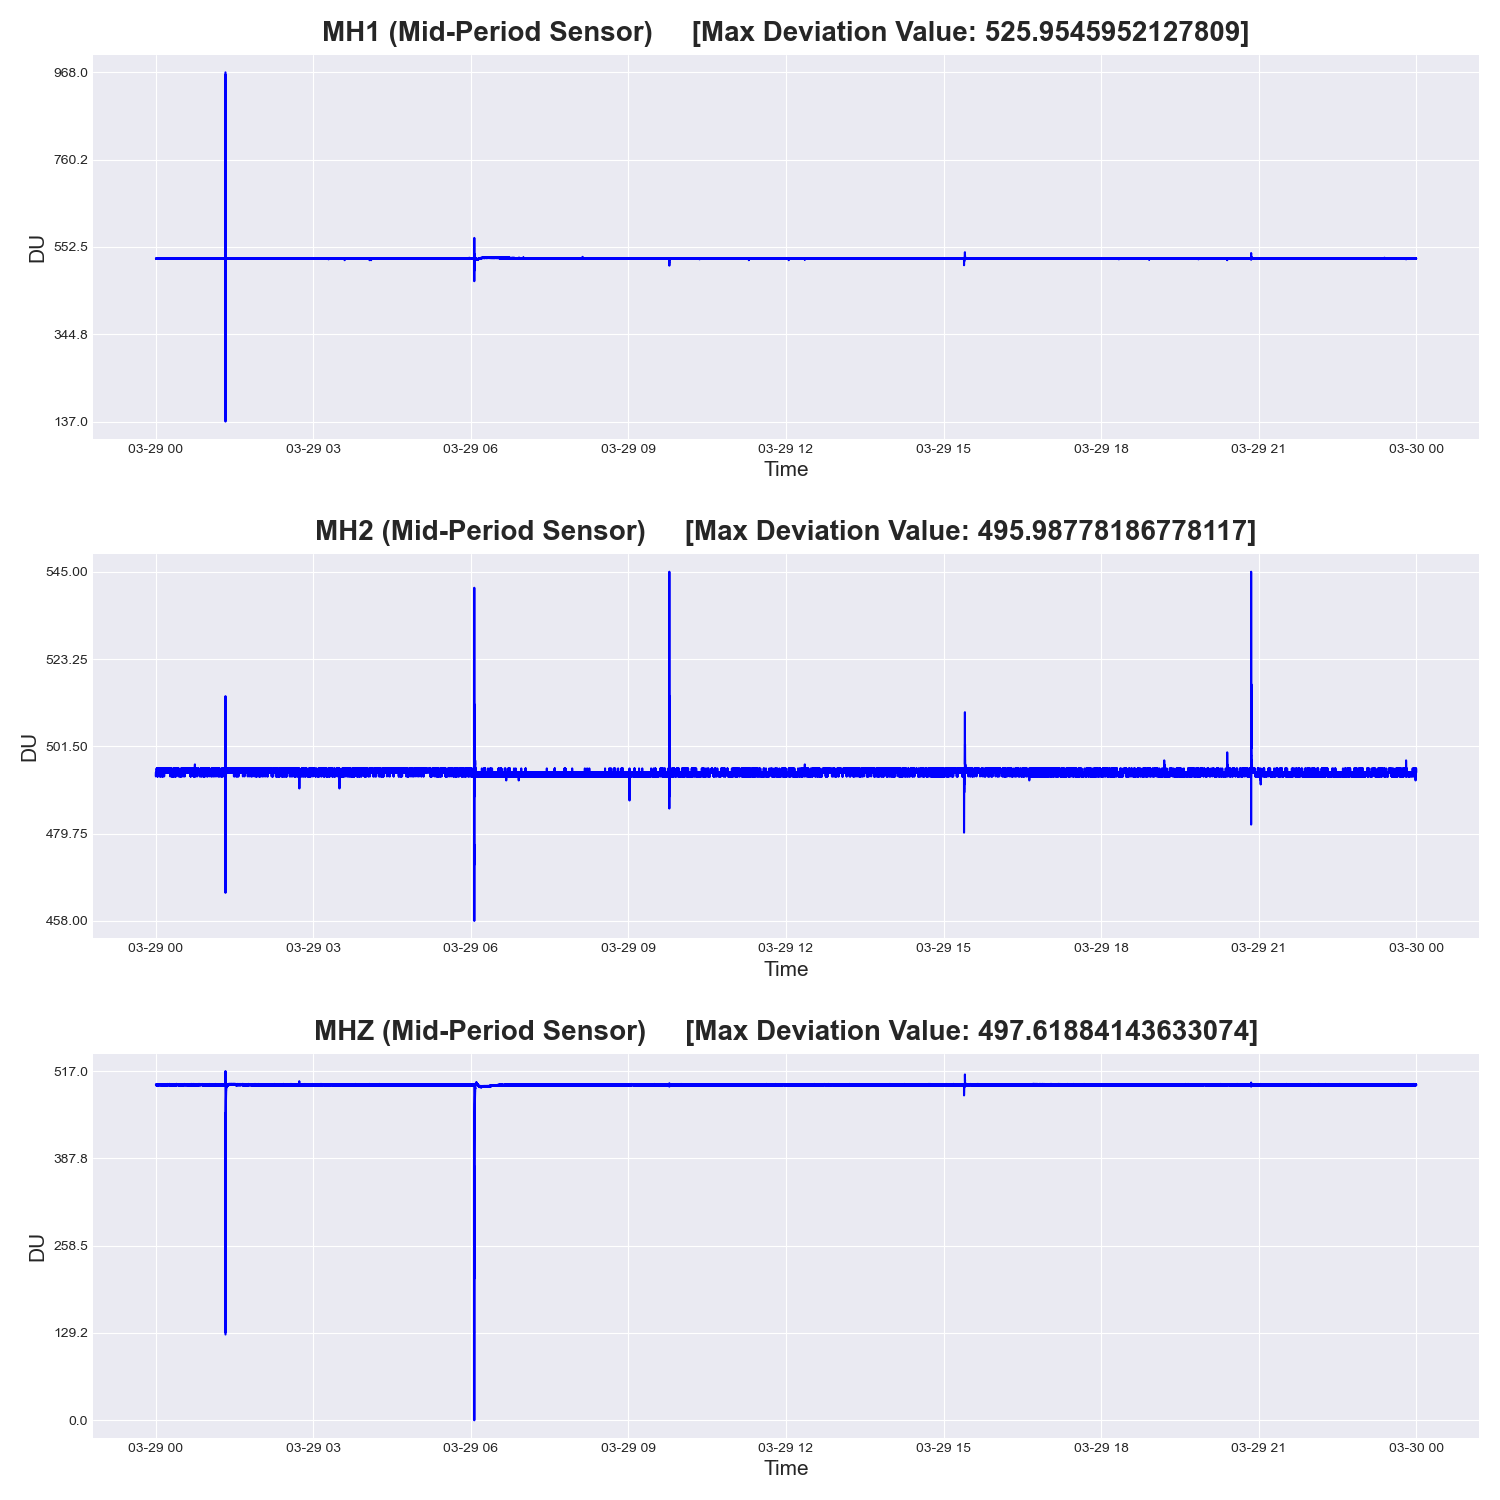 MH1 (Mid-Period Sensor) [Max Deviation Value: 525.9545952127809]
968.0
760.2
552.5
344.8
137.0
DU
03-29 00 03-29 03 03-29 06 03-29 09 03-29 12 03-29 15 03-29 18 03-29 21 03-30 00
Time
MH2 (Mid-Period Sensor) [Max Deviation Value: 495.98778186778117]
545.00
523.25
501.50
479.75
458.00
DU
03-29 00 03-29 03 03-29 06 03-29 09 03-29 12 03-29 15 03-29 18 03-29 21 03-30 00
Time
MHZ (Mid-Period Sensor) [Max Deviation Value: 497.61884143633074]
517.0
387.8
258.5
129.2
0.0
DU
03-29 00 03-29 03 03-29 06 03-29 09 03-29 12 03-29 15 03-29 18 03-29 21 03-30 00
Time